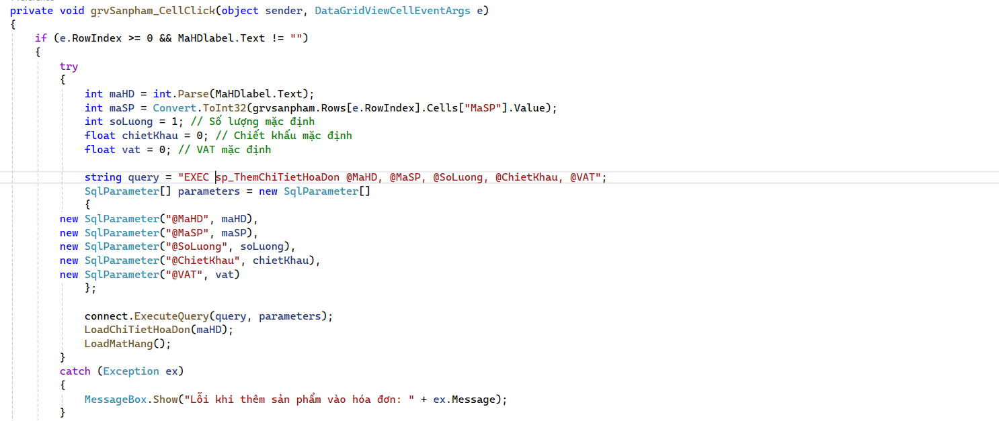 private void grvSanpham_CellClick(object sender, DataGridViewCellEventArgs e)
{
if (e.RowIndex >= 0 && MaHDlabel.Text != "")
{
try
{
int maHD = int.Parse(MaHDlabel.Text);
int maSP = Convert.ToInt32(grvsanpham.Rows[e.RowIndex].Cells["MaSP"].Value);
int soLuong = 1; // Số lượng mặc định
float chietKhau = 0; // Chiết khấu mặc định
float vat = 0; // VAT mặc định
string query = "EXEC sp_ThemChiTietHoaDon @MaHD, @MaSP, @SoLuong, @ChietKhau, @VAT";
SqlParameter[] parameters = new SqlParameter[]
{
new SqlParameter("@MaHD", maHD),
new SqlParameter("@MaSP", maSP),
new SqlParameter("@SoLuong", soLuong),
new SqlParameter("@ChietKhau", chietKhau),
new SqlParameter("@VAT", vat)
};
connect.ExecuteQuery(query, parameters);
LoadChiTietHoaDon(maHD);
LoadMatHang();
}
catch (Exception ex)
{
MessageBox.Show("Lỗi khi thêm sản phẩm vào hóa đơn: " + ex.Message);
}